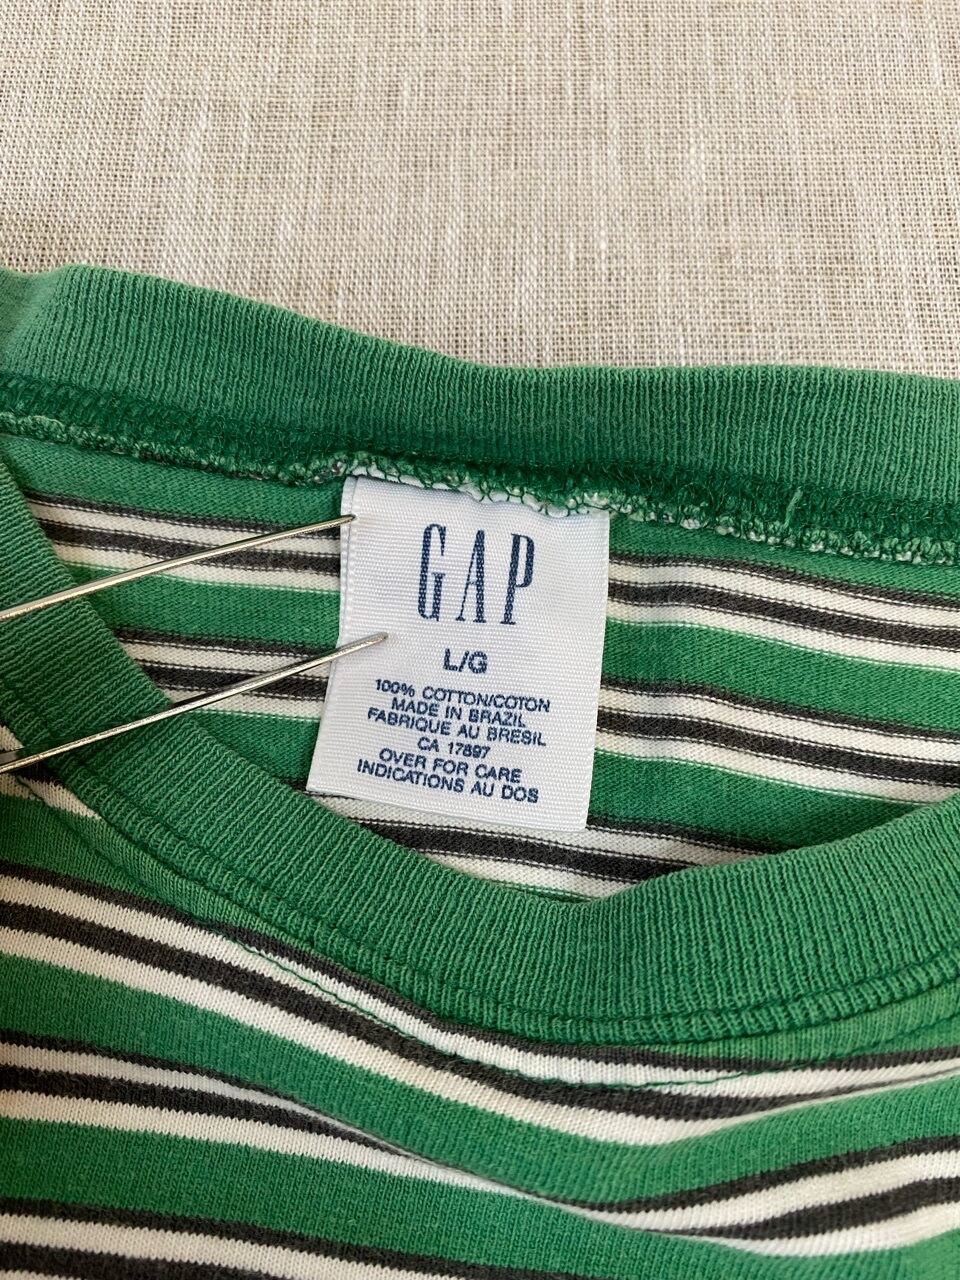 GAP
L/G
100% COTTON/COTON
MADE IN BRAZIL
FABRIQUE AU BRESIL
CA 17897
OVER FOR CARE
INDICATIONS AU DOS